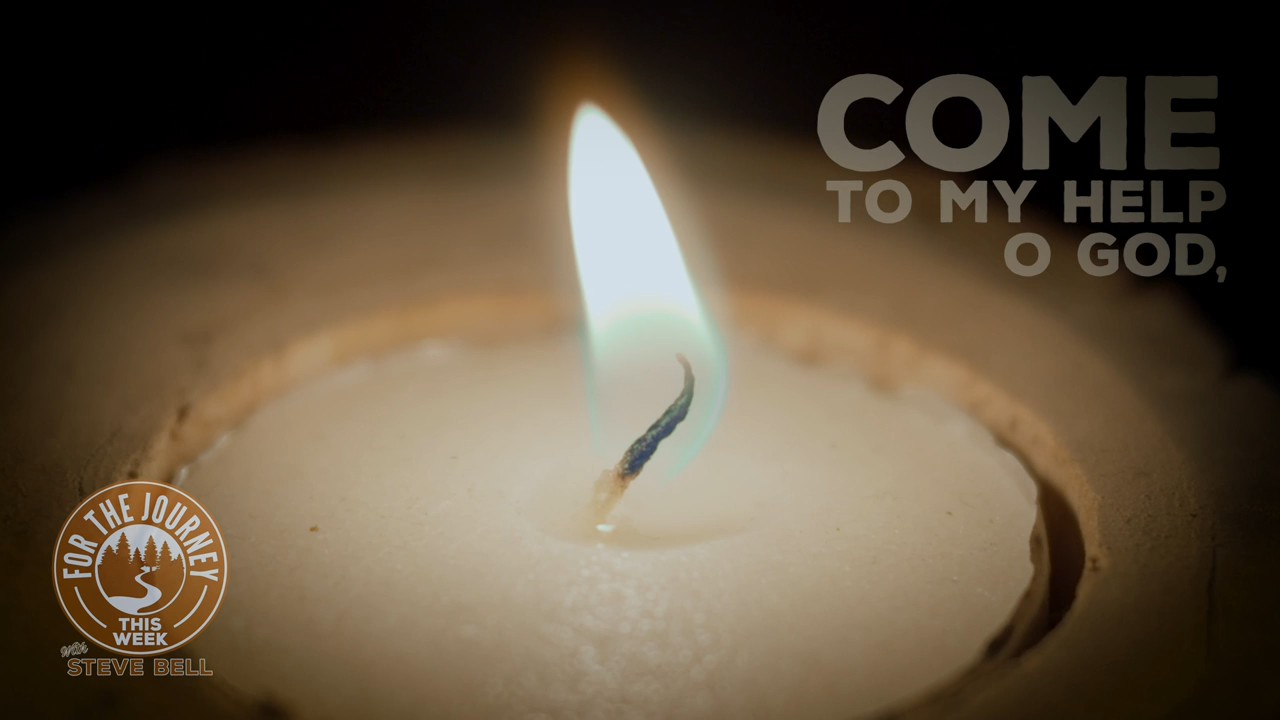 COME
TO MY HELP
O GOD,
FOR THE JOURNEY
THIS
WEEK
with
STEVE BELL